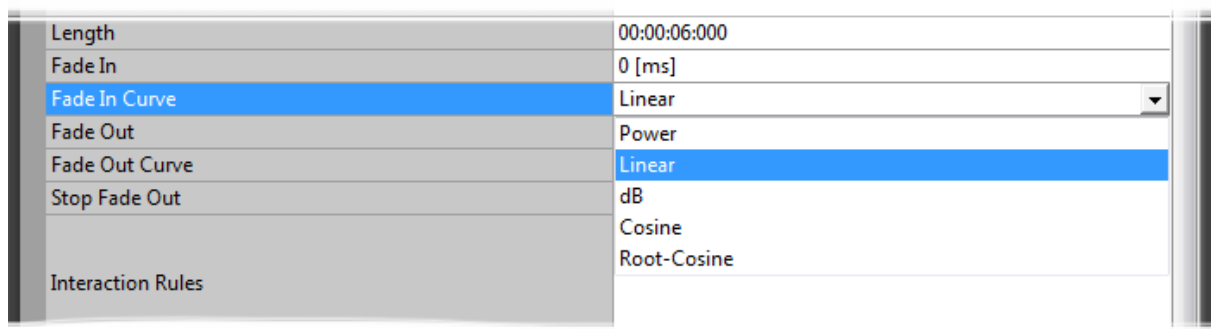 Length 00:00:06:000
Fade In 0 [ms]
Fade In Curve Linear
Fade Out Power
Fade Out Curve Linear
Stop Fade Out dB
Cosine
Root-Cosine
Interaction Rules